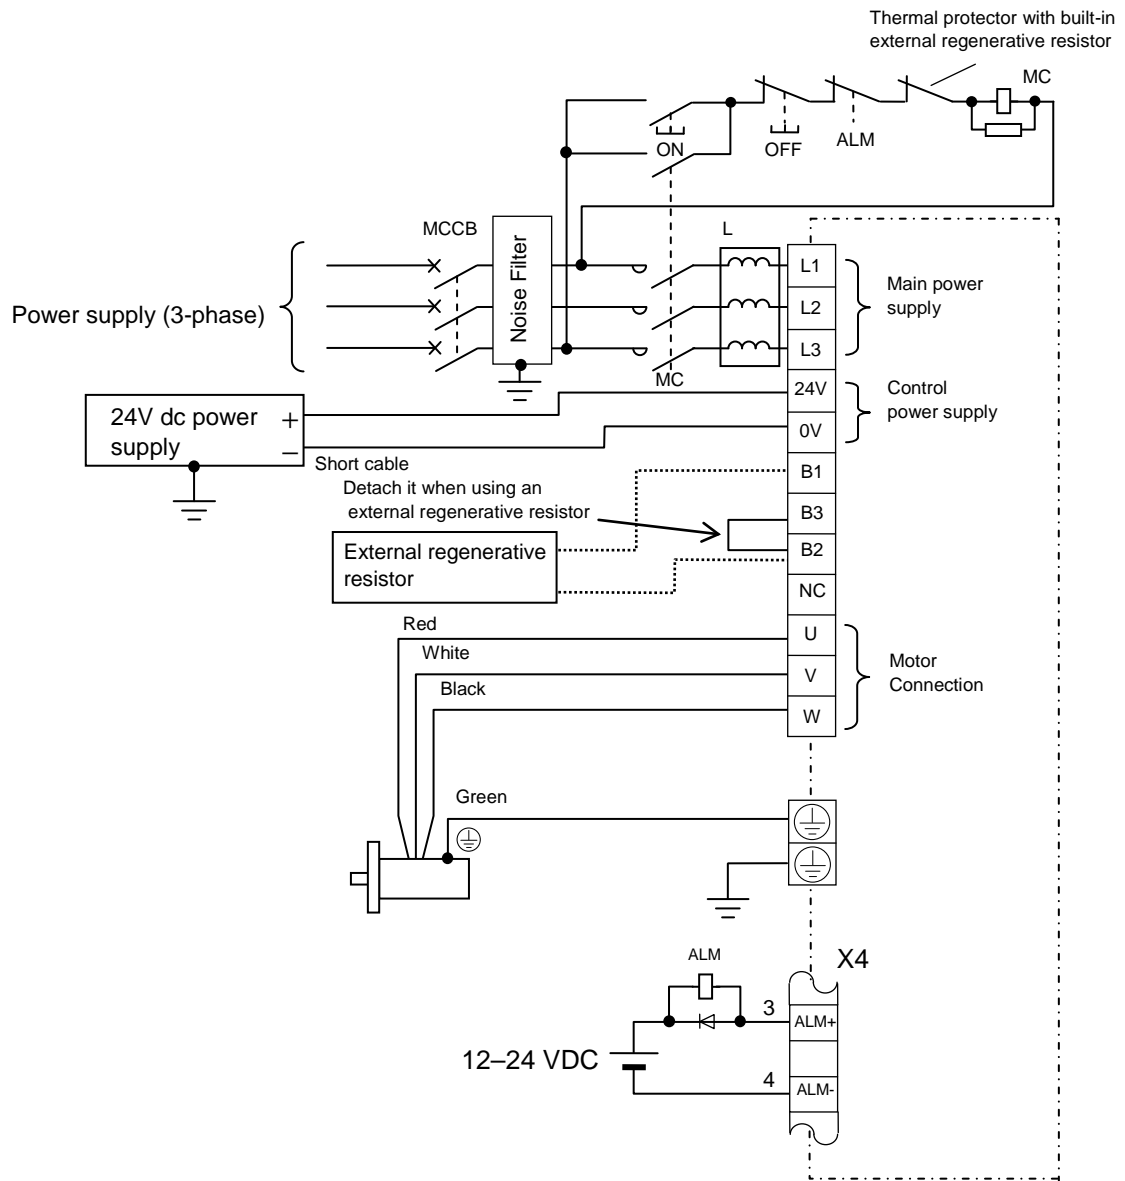 Thermal protector with built-in
external regenerative resistor
MC
ON
OFF
ALM
MCCB
L
Noise Filter
Power supply (3-phase)
L1
L2
L3
Main power
supply
MC
24V
0V
Control
power supply
24V dc power
supply
+
−
Short cable
Detach it when using an
external regenerative resistor
B1
B3
B2
NC
External regenerative
resistor
Red
White
Black
U
V
W
Motor
Connection
Green
X4
ALM
3
ALM+
12–24 VDC
4
ALM-